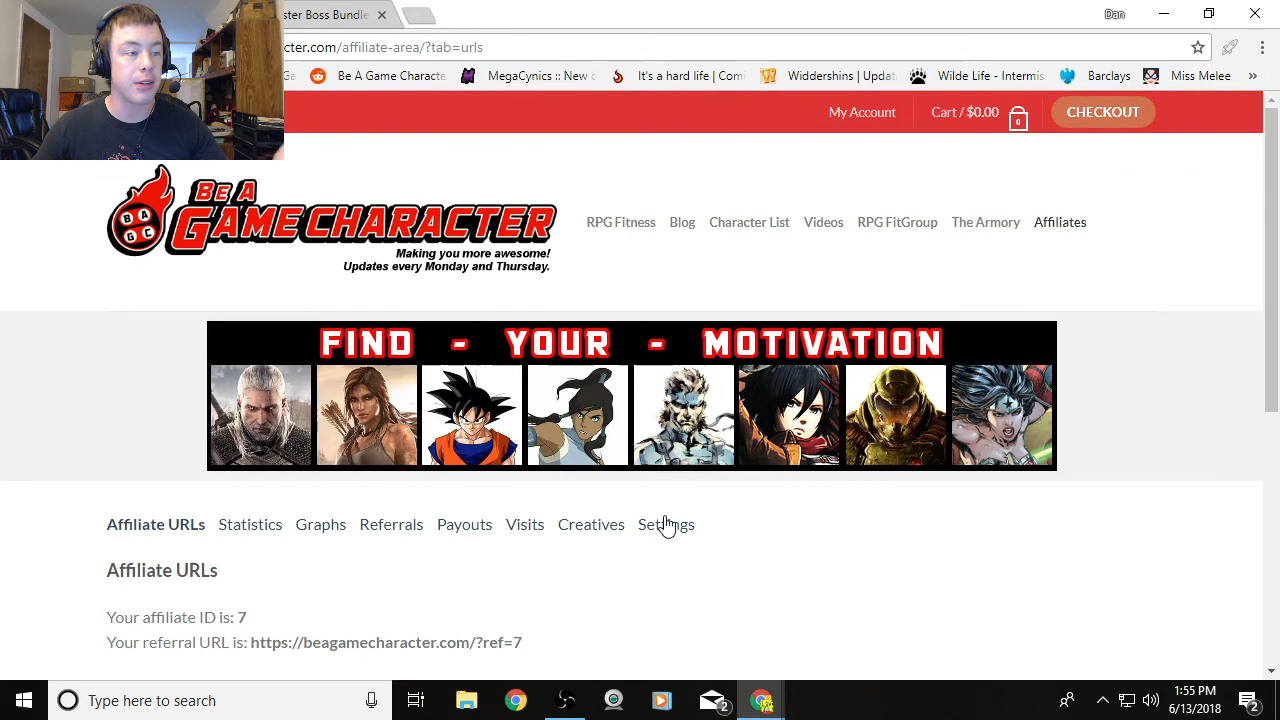 ster Boss Bundle
Dan
cter.com/affiliate-area/?tab=urls
Ga
Be A Game Characte
MegaCynics :: New c
It's a hard life | Comi
Widdershins | Updat
Wilde Life - Intermis
Barclays
Miss Melee
»
My Account
Cart / $0.00
0
CHECKOUT
BE A
GAME CHARACTER
B A
G C
Making you more awesome!
Updates every Monday and Thursday.
RPG Fitness
Blog
Character List
Videos
RPG FitGroup
The Armory
Affiliates
FIND - YOUR - MOTIVATION
Affiliate URLs
Statistics
Graphs
Referrals
Payouts
Visits
Creatives
Settings
Affiliate URLs
Your affiliate ID is: 7
Your referral URL is: https://beagamecharacter.com/?ref=7
Type here to search
2
1:55 PM
6/13/2018
2